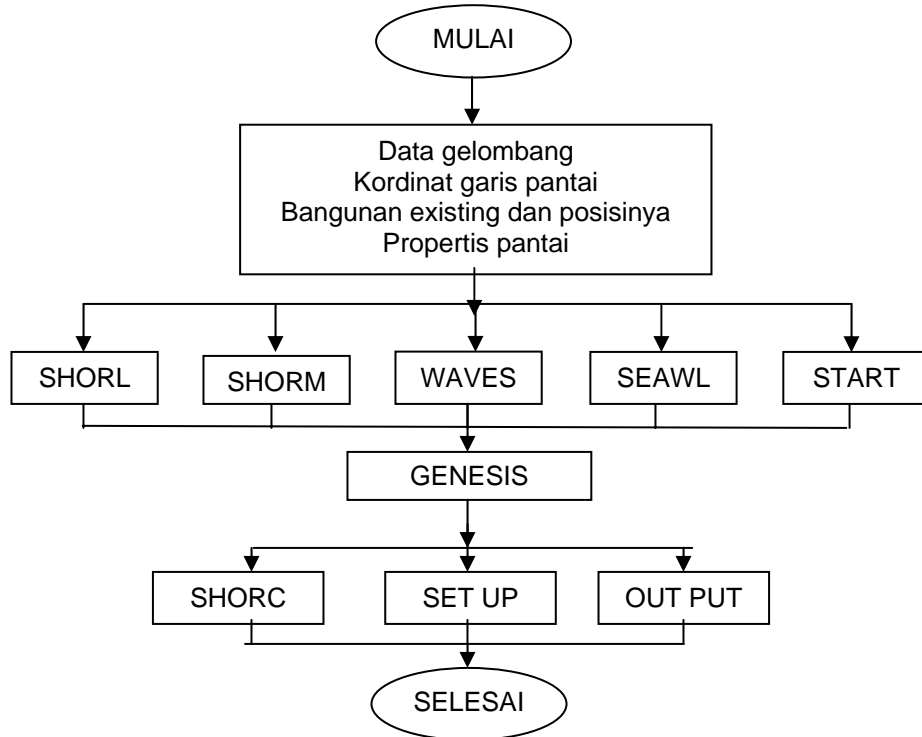 MULAI
Data gelombang
Kordinat garis pantai
Bangunan existing dan posisinya
Propertis pantai
SHORL
SHORM
WAVES
SEAWL
START
GENESIS
SHORC
SET UP
OUT PUT
SELESAI